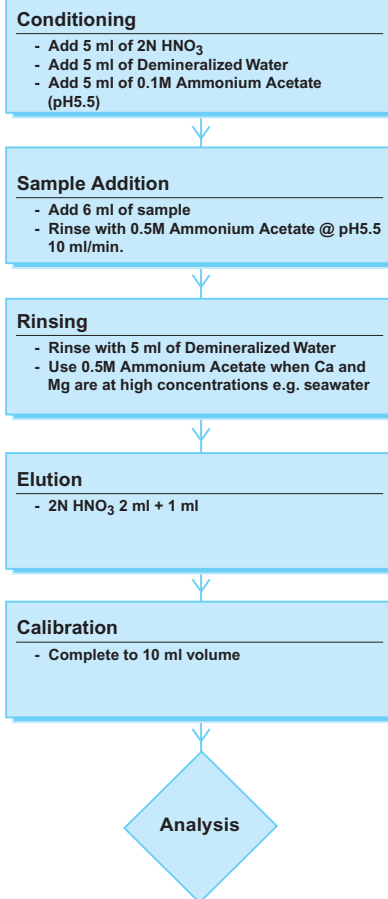 Conditioning
- Add 5 ml of 2N HNO3
- Add 5 ml of Demineralized Water
- Add 5 ml of 0.1M Ammonium Acetate
(pH5.5)
Sample Addition
- Add 6 ml of sample
- Rinse with 0.5M Ammonium Acetate @ pH5.5
10 ml/min.
Rinsing
- Rinse with 5 ml of Demineralized Water
- Use 0.5M Ammonium Acetate when Ca and
Mg are at high concentrations e.g. seawater
Elution
- 2N HNO3 2 ml + 1 ml
Calibration
- Complete to 10 ml volume
Analysis